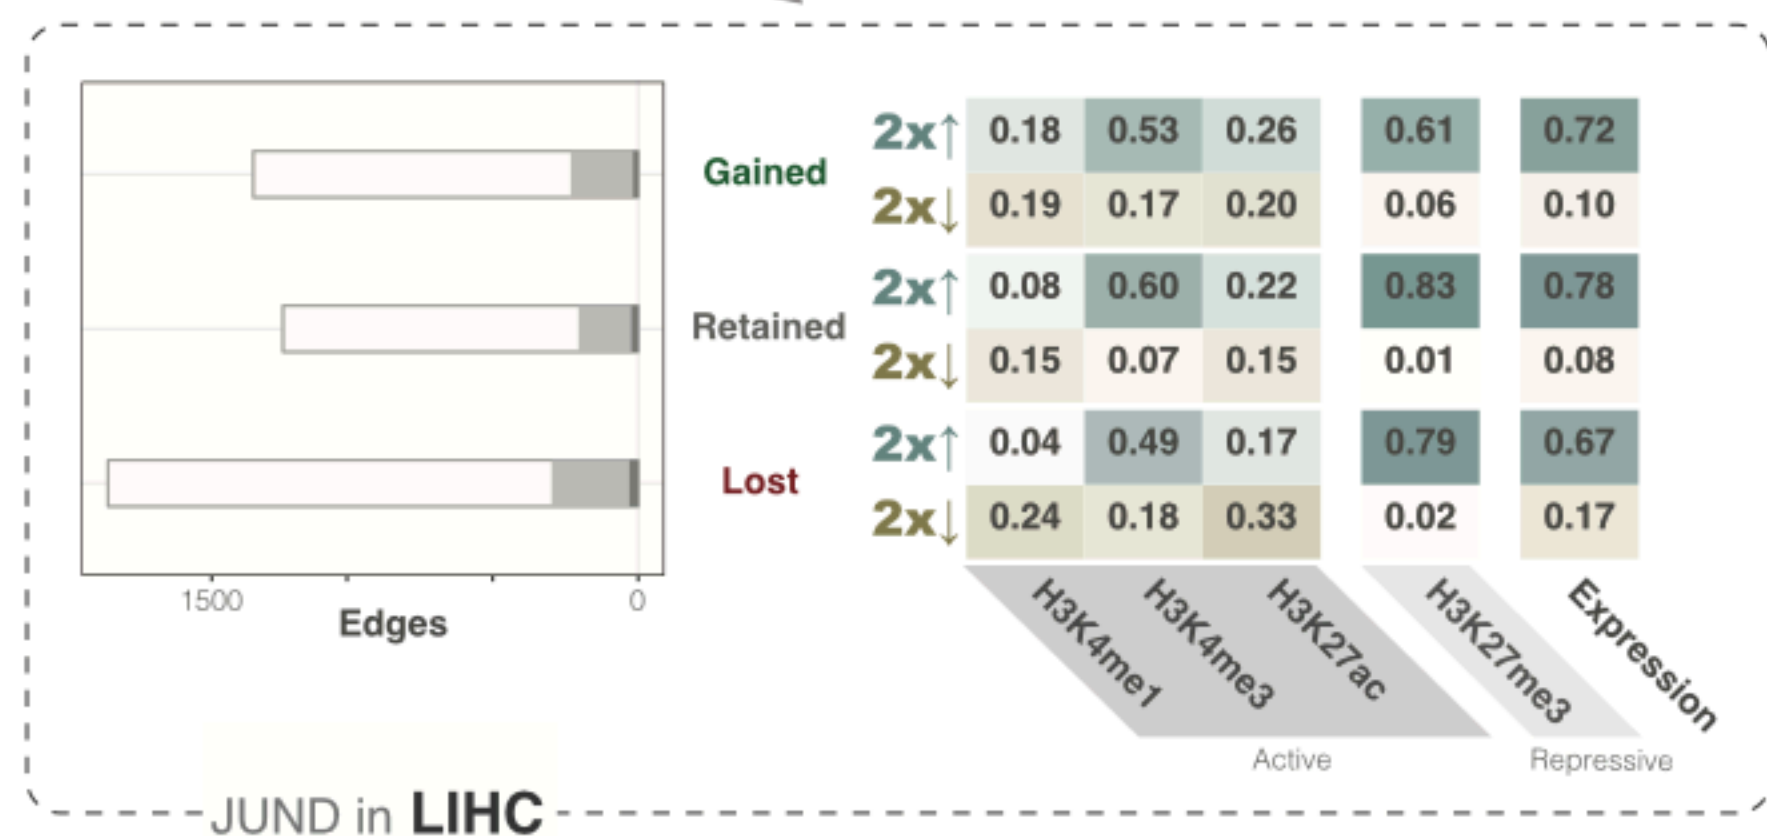 Gained
2x↑ 0.18 0.53 0.26 0.61 0.72
2x↓ 0.19 0.17 0.20 0.06 0.10
Retained
2x↑ 0.08 0.60 0.22 0.83 0.78
2x↓ 0.15 0.07 0.15 0.01 0.08
Lost
2x↑ 0.04 0.49 0.17 0.79 0.67
2x↓ 0.24 0.18 0.33 0.02 0.17
1500 0
Edges
H3K4me1
H3K4me3
H3K27ac
H3K27me3
Expression
Active
Repressive
JUND in LIHC